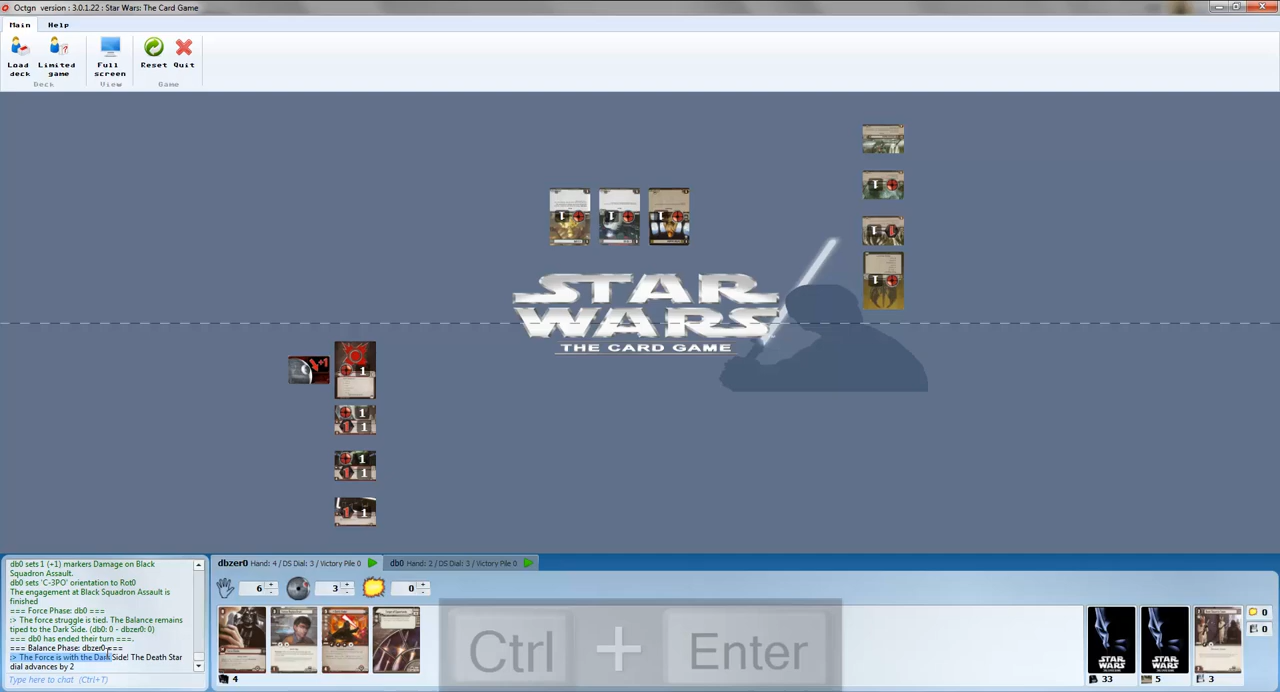 Octgn version : 3.0.1.22 : Star Wars: The Card Game
Main Help
Load deck
Limited game
Full screen
Reset
Quit
Deck
View
Game
STAR WARS
THE CARD GAME
db0 sets 1 (+1) markers Damage on Black Squadron Assault.
db0 sets 'C-3PO' orientation to Rot0
The engagement at Black Squadron Assault is finished
=== Force Phase: db0 ===
:> The force struggle is tied. The Balance remains tiped to the Dark Side. (db0: 0 - dbzer0: 0)
=== db0 has ended their turn ===.
=== Balance Phase: dbzer0 ===
:> The Force is with the Dark Side! The Death Star dial advances by 2
Type here to chat (Ctrl+T)
dbzer0 Hand: 4 / DS Dial: 3 / Victory Pile 0
db0 Hand: 2 / DS Dial: 3 / Victory Pile 0
6
3
0
4
Ctrl + Enter
STAR WARS
STAR WARS
33
5
3
0
0